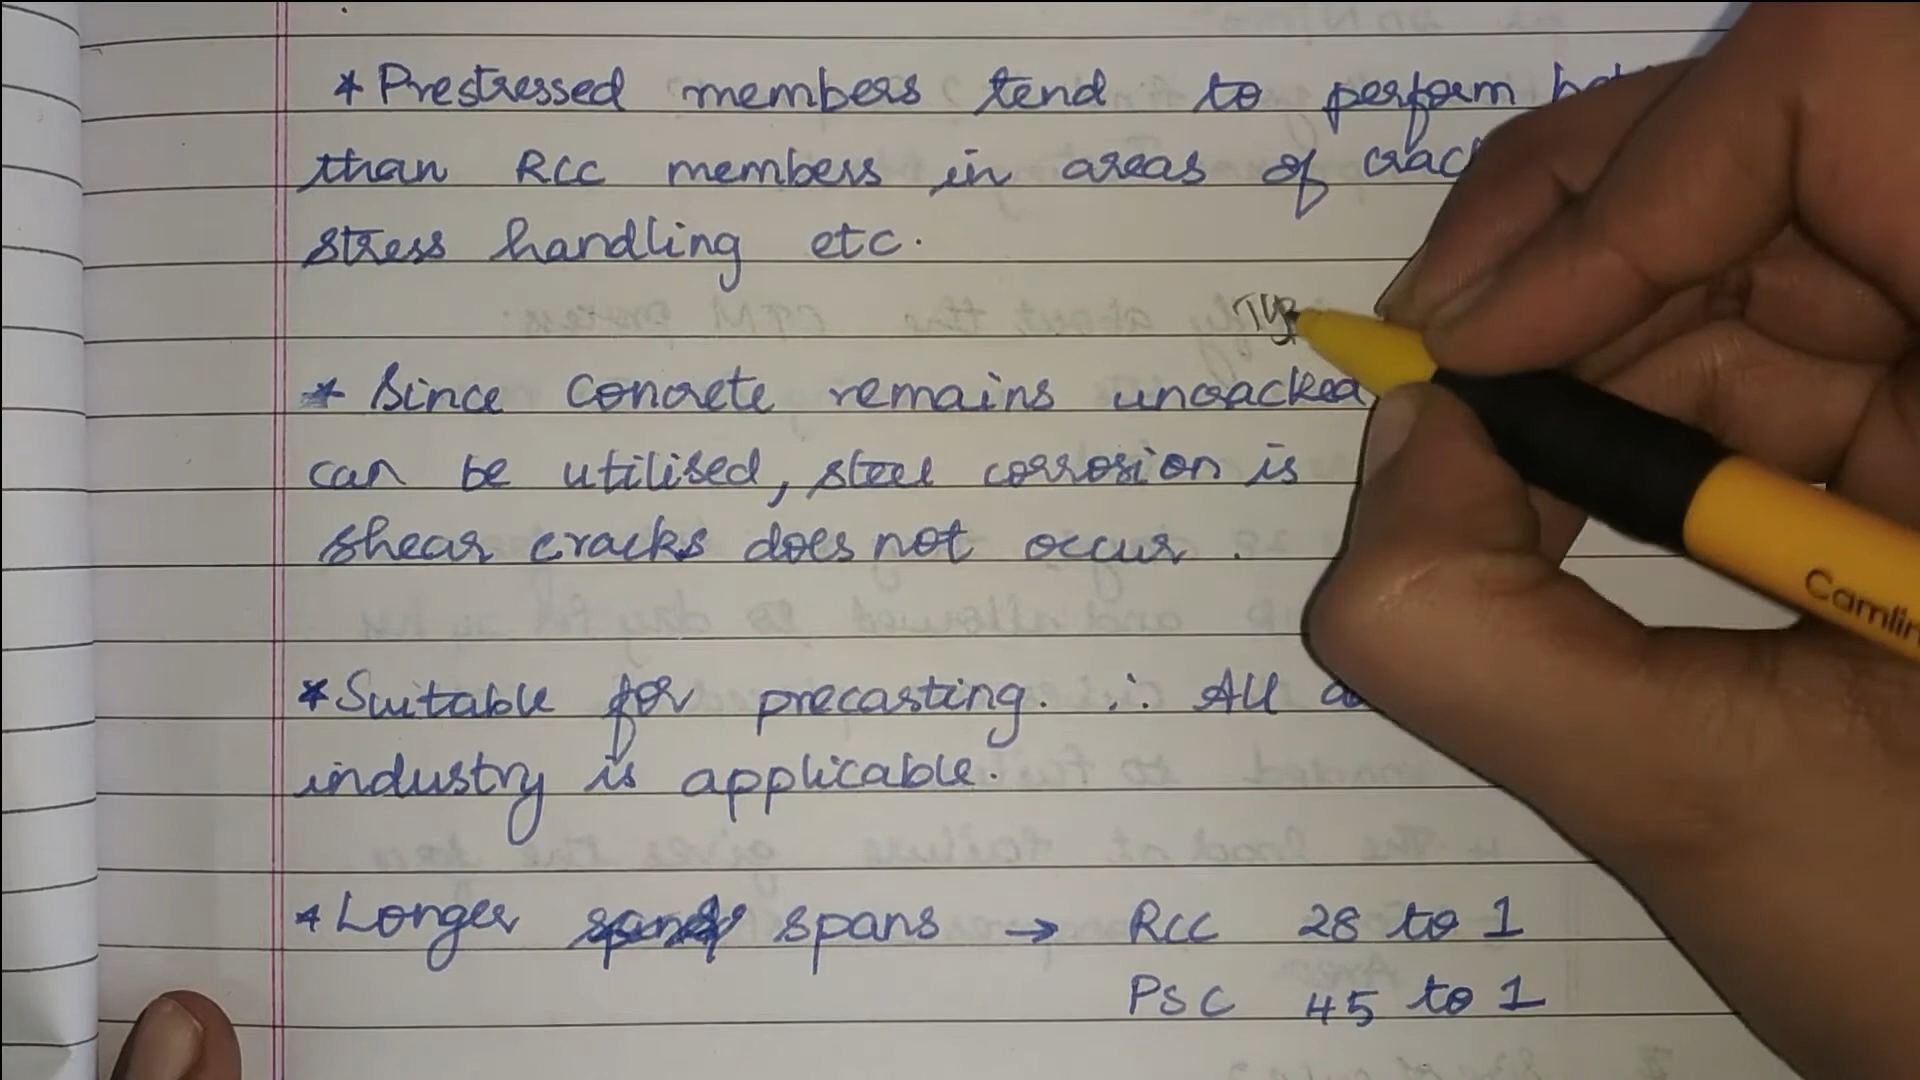 * Prestressed members tend to perform
than RCC members in areas of
stress handling etc.
* Since Concrete remains uncracked
can be utilised, steel corrosion is
shear cracks does not occur.
* Suitable for precasting. ∴ All
industry is applicable.
* Longer spans → RCC 28 to 1
PSC 45 to 1
Camlin